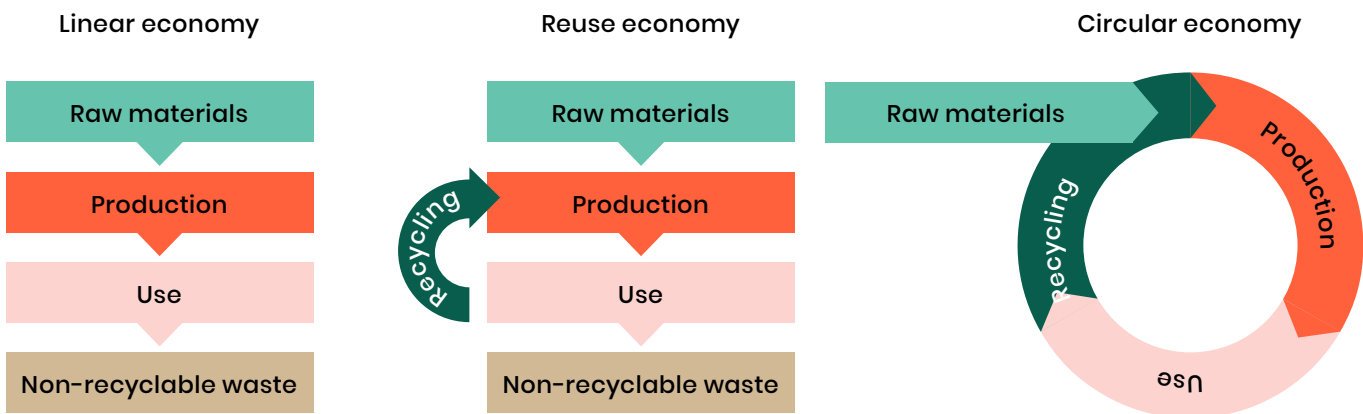 Linear economy
Raw materials
Production
Use
Non-recyclable waste
Reuse economy
Raw materials
Recycling
Production
Use
Non-recyclable waste
Circular economy
Raw materials
Production
Recycling
Use